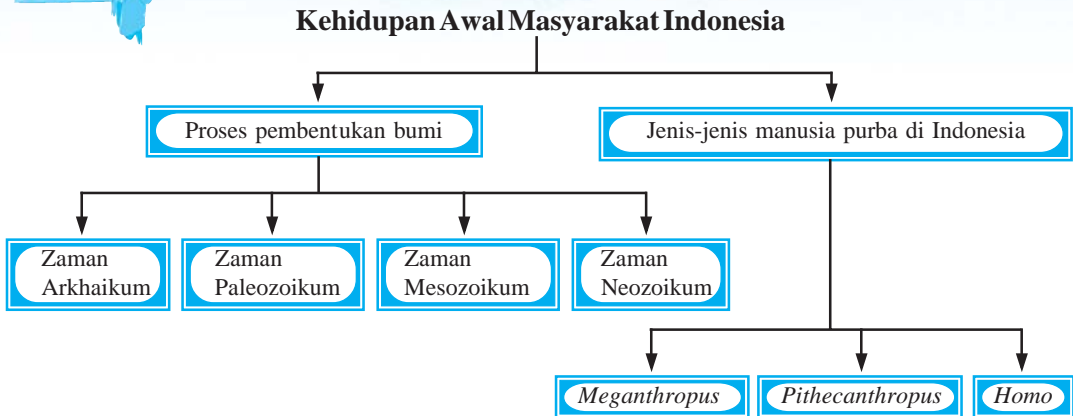 Kehidupan Awal Masyarakat Indonesia
Proses pembentukan bumi
Jenis-jenis manusia purba di Indonesia
Zaman
Arkhaikum
Zaman
Paleozoikum
Zaman
Mesozoikum
Zaman
Neozoikum
Meganthropus
Pithecanthropus
Homo